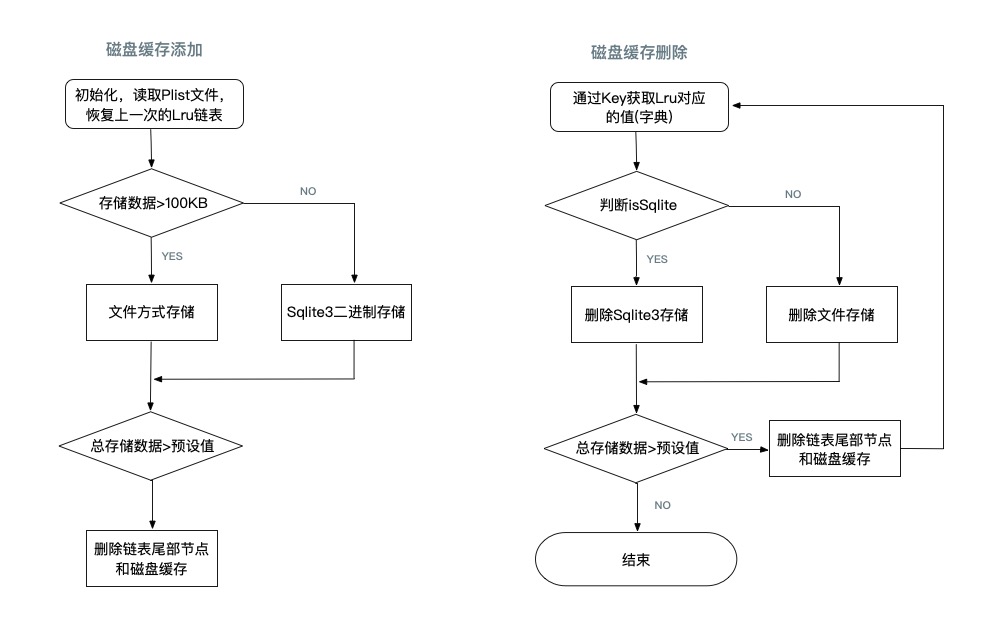 磁盘缓存添加
初始化，读取Plist文件，
恢复上一次的Lru链表
存储数据>100KB
NO
YES
文件方式存储
Sqlite3二进制存储
总存储数据>预设值
删除链表尾部节点
和磁盘缓存
磁盘缓存删除
通过Key获取Lru对应
的值(字典)
判断isSqlite
NO
YES
删除Sqlite3存储
删除文件存储
总存储数据>预设值
YES
删除链表尾部节点
和磁盘缓存
NO
结束